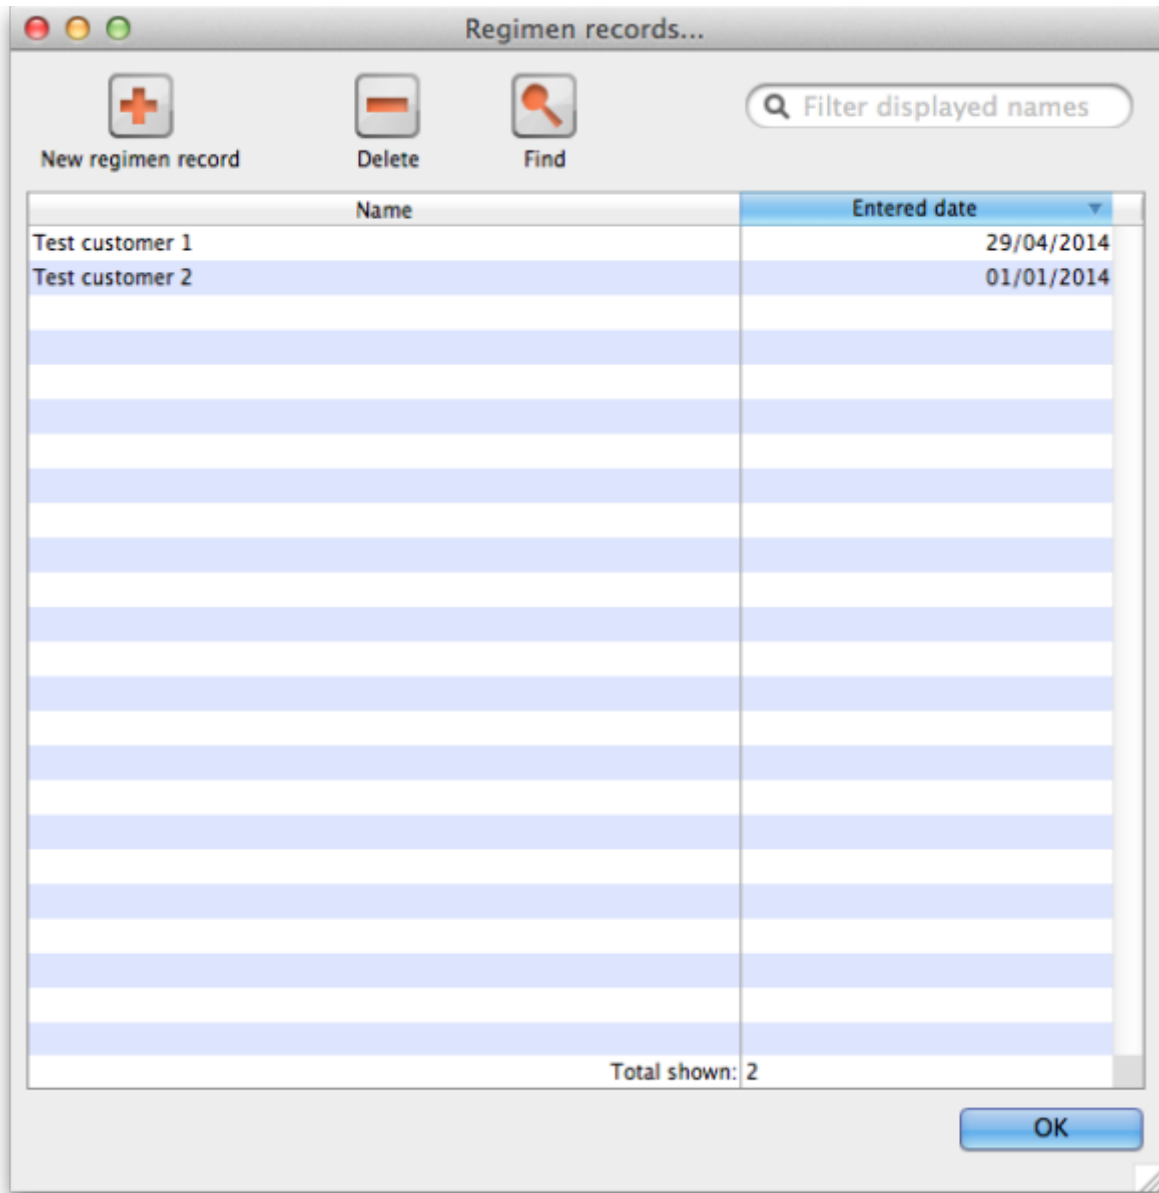 Regimen records...
Filter displayed names
New regimen record Delete Find
Name Entered date
Test customer 1 29/04/2014
Test customer 2 01/01/2014
Total shown: 2
OK